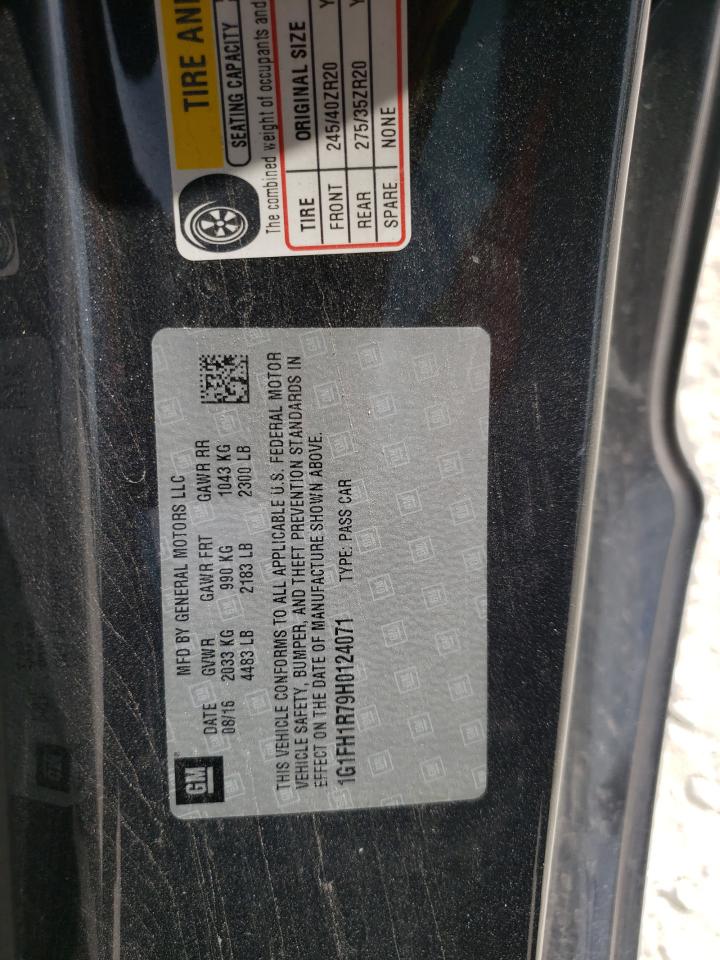 MFD BY GENERAL MOTORS LLC
DATE GVWR GAWR FRT GAWR RR
08/16 2033 KG 990 KG 1043 KG
4483 LB 2183 LB 2300 LB
GM
THIS VEHICLE CONFORMS TO ALL APPLICABLE U.S. FEDERAL MOTOR
VEHICLE SAFETY, BUMPER, AND THEFT PREVENTION STANDARDS IN
EFFECT ON THE DATE OF MANUFACTURE SHOWN ABOVE.
1G1FH1R79H0124071 TYPE: PASS CAR
TIRE AND
SEATING CAPACITY
The combined weight of occupants and
TIRE ORIGINAL SIZE
FRONT 245/40ZR20
REAR 275/35ZR20
SPARE NONE